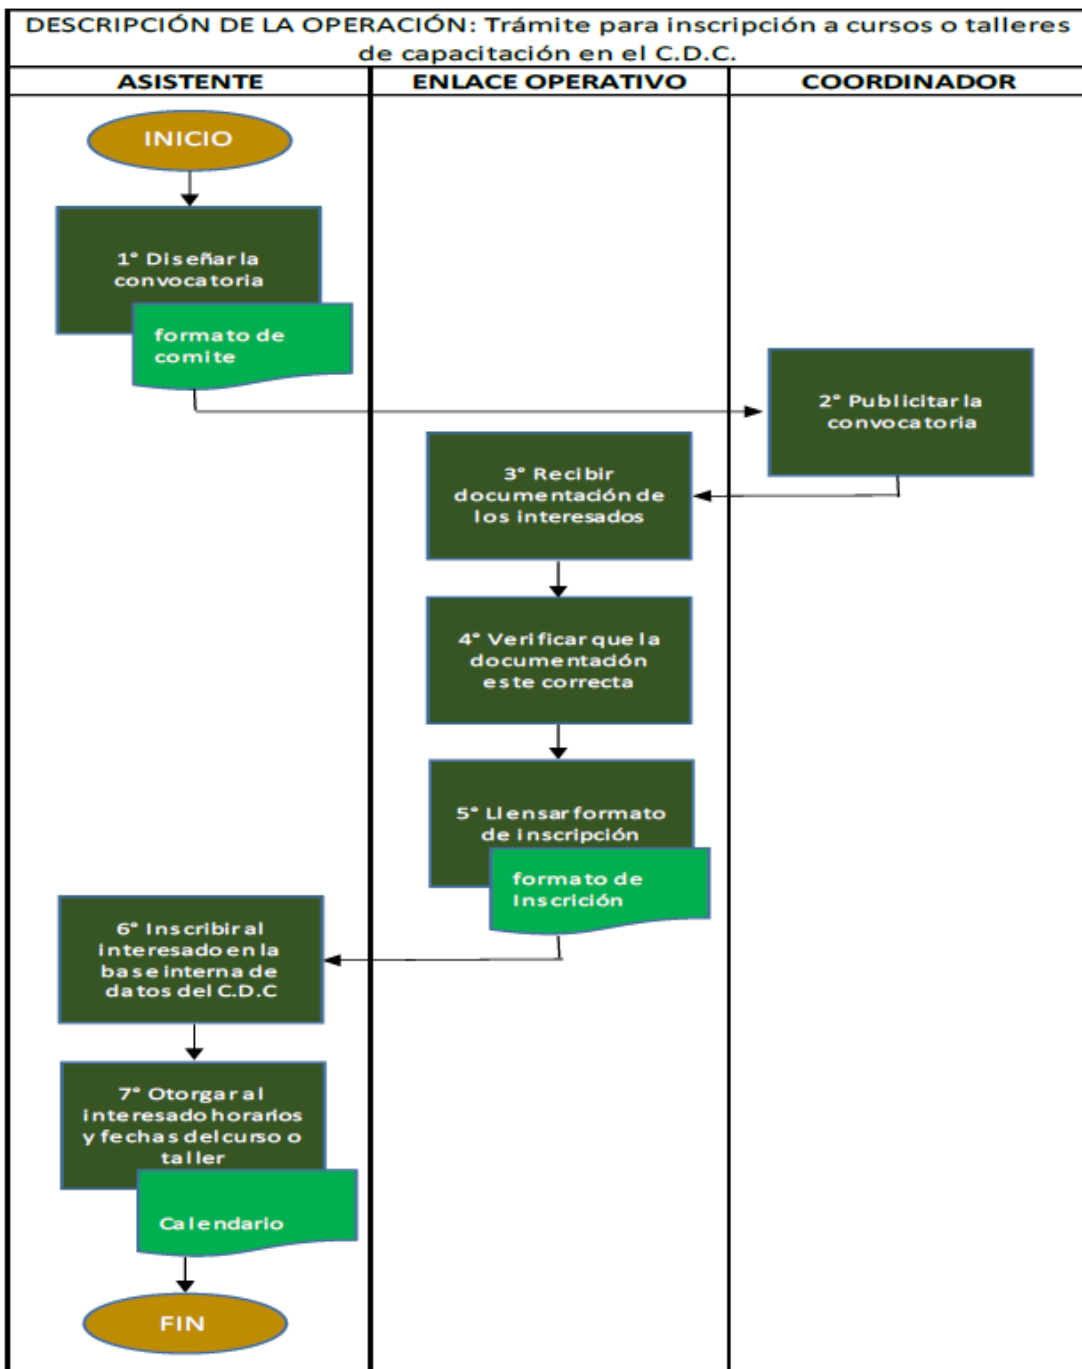 DESCRIPCIÓN DE LA OPERACIÓN: Trámite para inscripción a cursos o talleres
de capacitación en el C.D.C.
ASISTENTE
ENLACE OPERATIVO
COORDINADOR
INICIO
1° Diseñar la
convocatoria
formato de
comite
2° Publicitar la
convocatoria
3° Recibir
documentación de
los interesados
4° Verificar que la
documentación
este correcta
5° Llensar formato
de inscripción
formato de
Inscrición
6° Inscribir al
interesado en la
base interna de
datos del C.D.C
7° Otorgar al
interesado horarios
y fechas del curso o
taller
Calendario
FIN